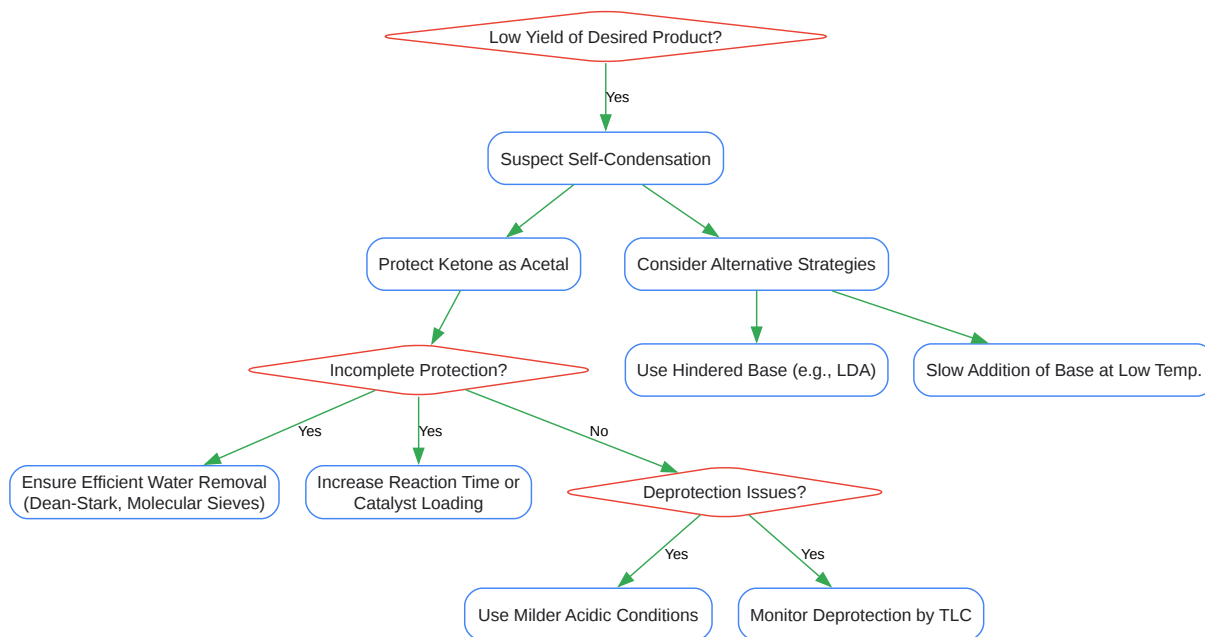 Low Yield of Desired Product?
Yes
Suspect Self-Condensation
Protect Ketone as Acetal
Consider Alternative Strategies
Incomplete Protection?
Use Hindered Base (e.g., LDA)
Slow Addition of Base at Low Temp.
Yes
Yes
No
Ensure Efficient Water Removal
(Dean-Stark, Molecular Sieves)
Increase Reaction Time or
Catalyst Loading
Deprotection Issues?
Yes
Yes
Use Milder Acidic Conditions
Monitor Deprotection by TLC